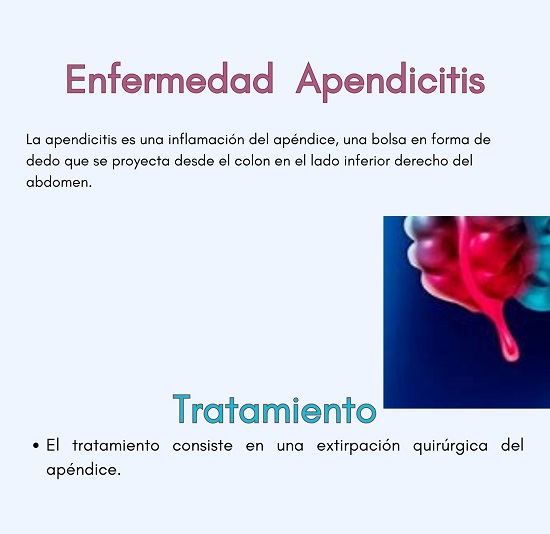 Enfermedad Apendicitis
La apendicitis es una inflamación del apéndice, una bolsa en forma de
dedo que se proyecta desde el colon en el lado inferior derecho del
abdomen.
Tratamiento
• El tratamiento consiste en una extirpación quirúrgica del
apéndice.